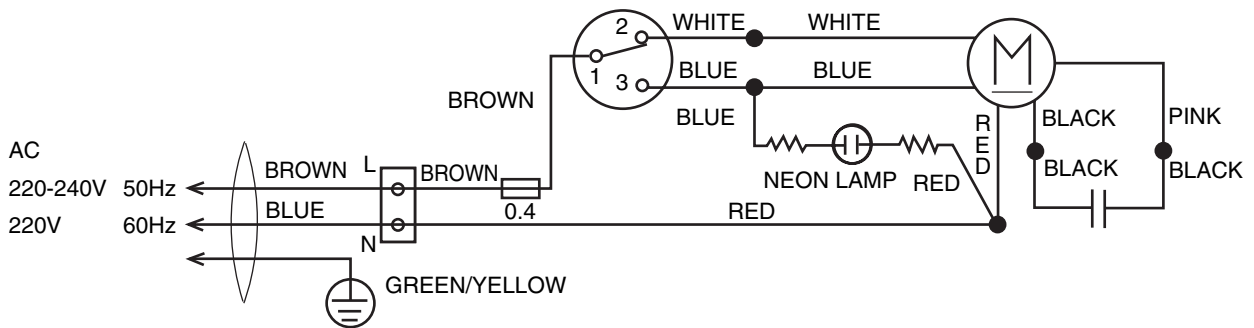 AC
220-240V 50Hz
220V 60Hz
BROWN
BLUE
L
N
BROWN
0.4
GREEN/YELLOW
BROWN
1
2
3
WHITE WHITE
BLUE BLUE
BLUE
NEON LAMP
RED
RED
M
RED
BLACK
BLACK
PINK
BLACK